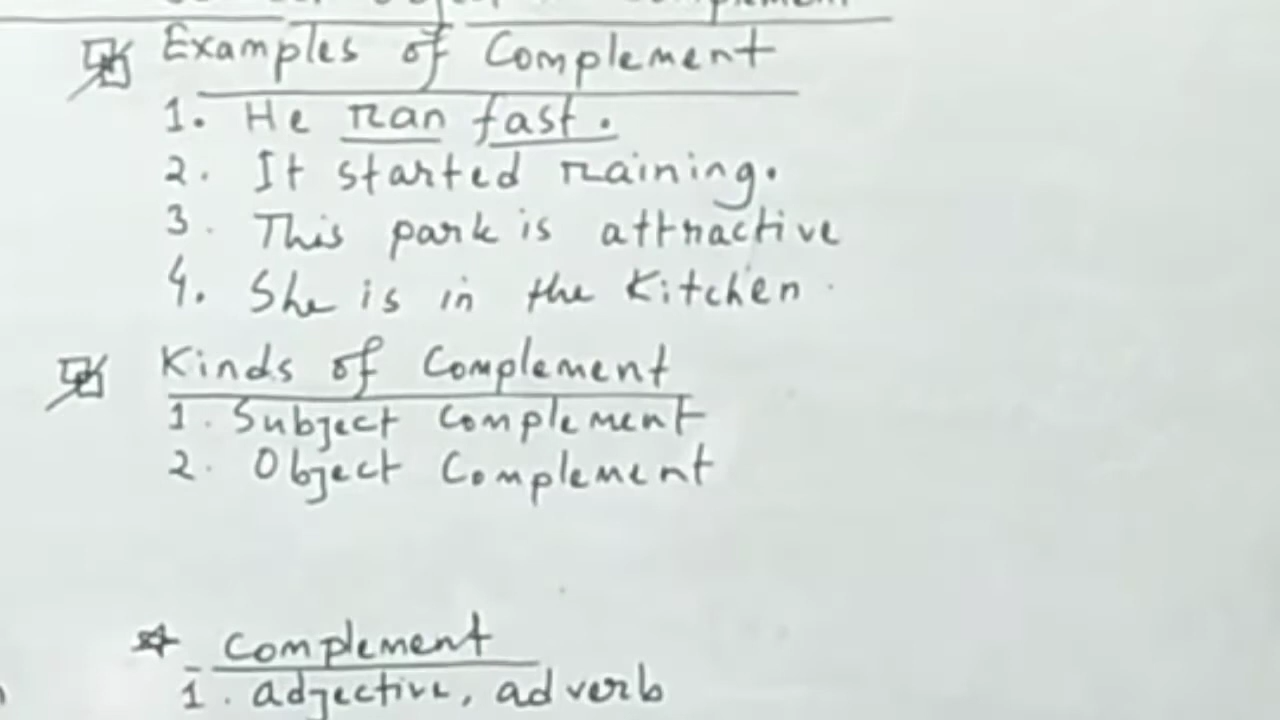 Examples of Complement
1. He ran fast.
2. It started raining.
3. This park is attractive
4. She is in the Kitchen.
Kinds of Complement
1. Subject Complement
2. Object Complement
Complement
1. adjective, adverb